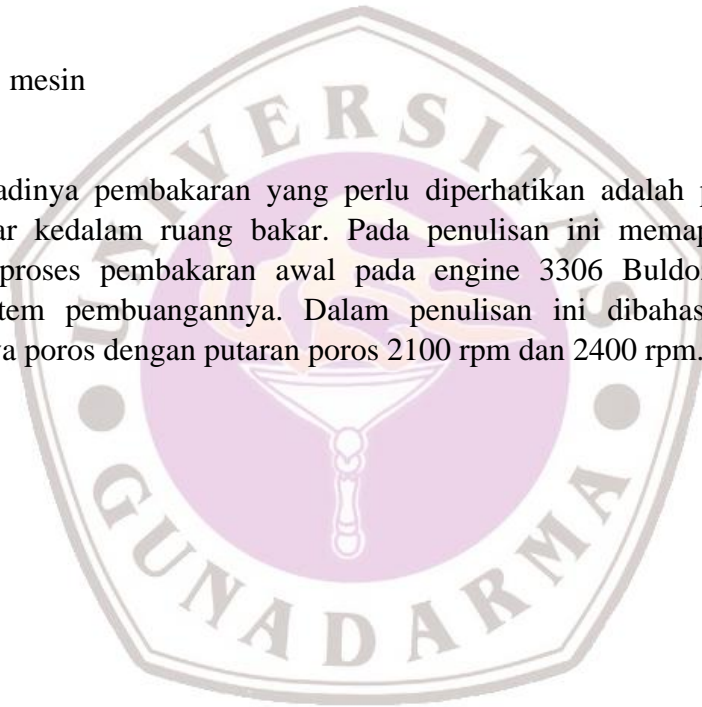 mesin
UNIVERSITAS
adinya pembakaran yang perlu diperhatikan adalah p
ar kedalam ruang bakar. Pada penulisan ini memap
proses pembakaran awal pada engine 3306 Buldo
tem pembuangannya. Dalam penulisan ini dibahas
ya poros dengan putaran poros 2100 rpm dan 2400 rpm.
GUNADARMA